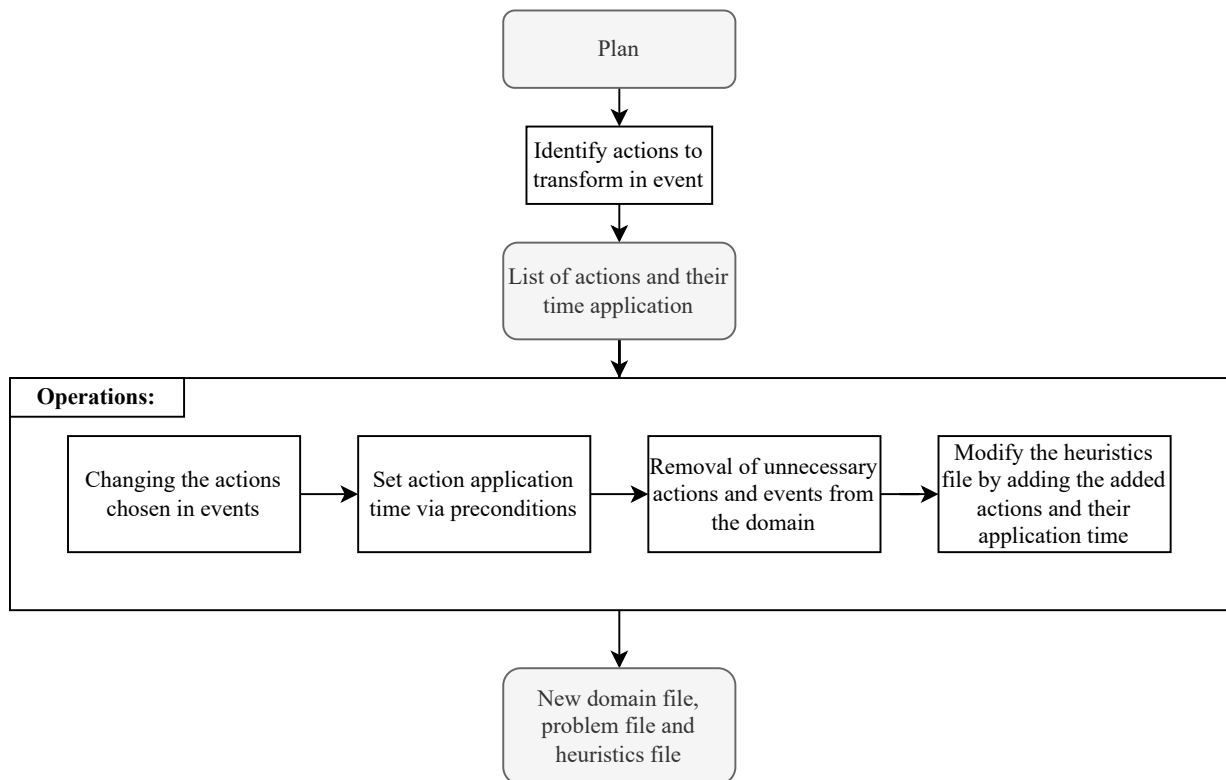 Plan
Identify actions to
transform in event
List of actions and their
time application
Operations:
Changing the actions
chosen in events
Set action application
time via preconditions
Removal of unnecessary
actions and events from
the domain
Modify the heuristics
file by adding the added
actions and their
application time
New domain file,
problem file and
heuristics file